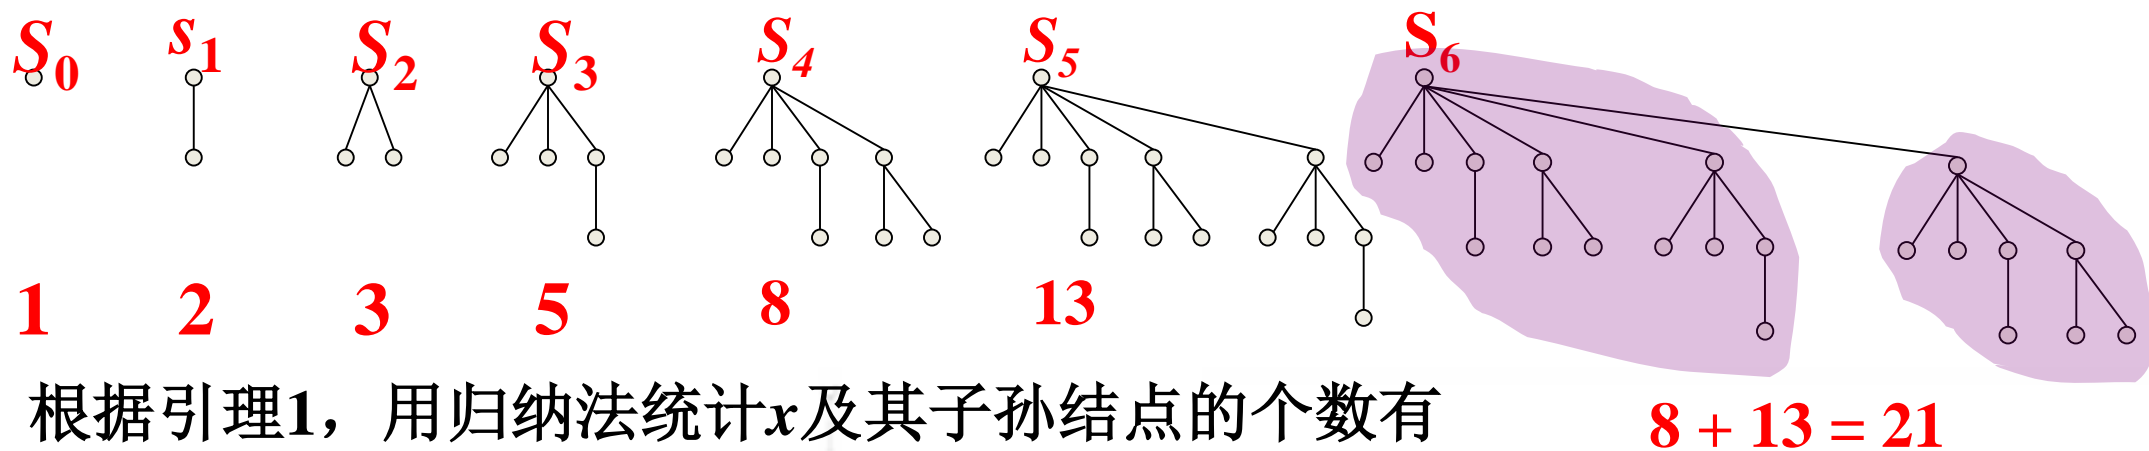 S0 s1 S2 S3 S4 S5 S6
1 2 3 5 8 13
根据引理1，用归纳法统计x及其子孙结点的个数有
8 + 13 = 21